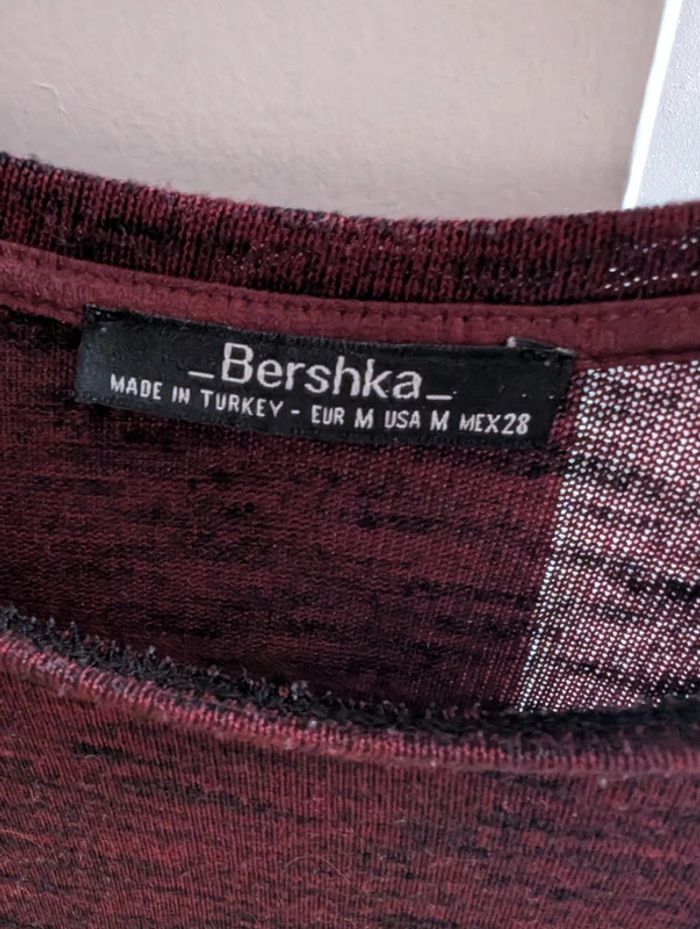 _Bershka_
MADE IN TURKEY - EUR M USA M MEX28